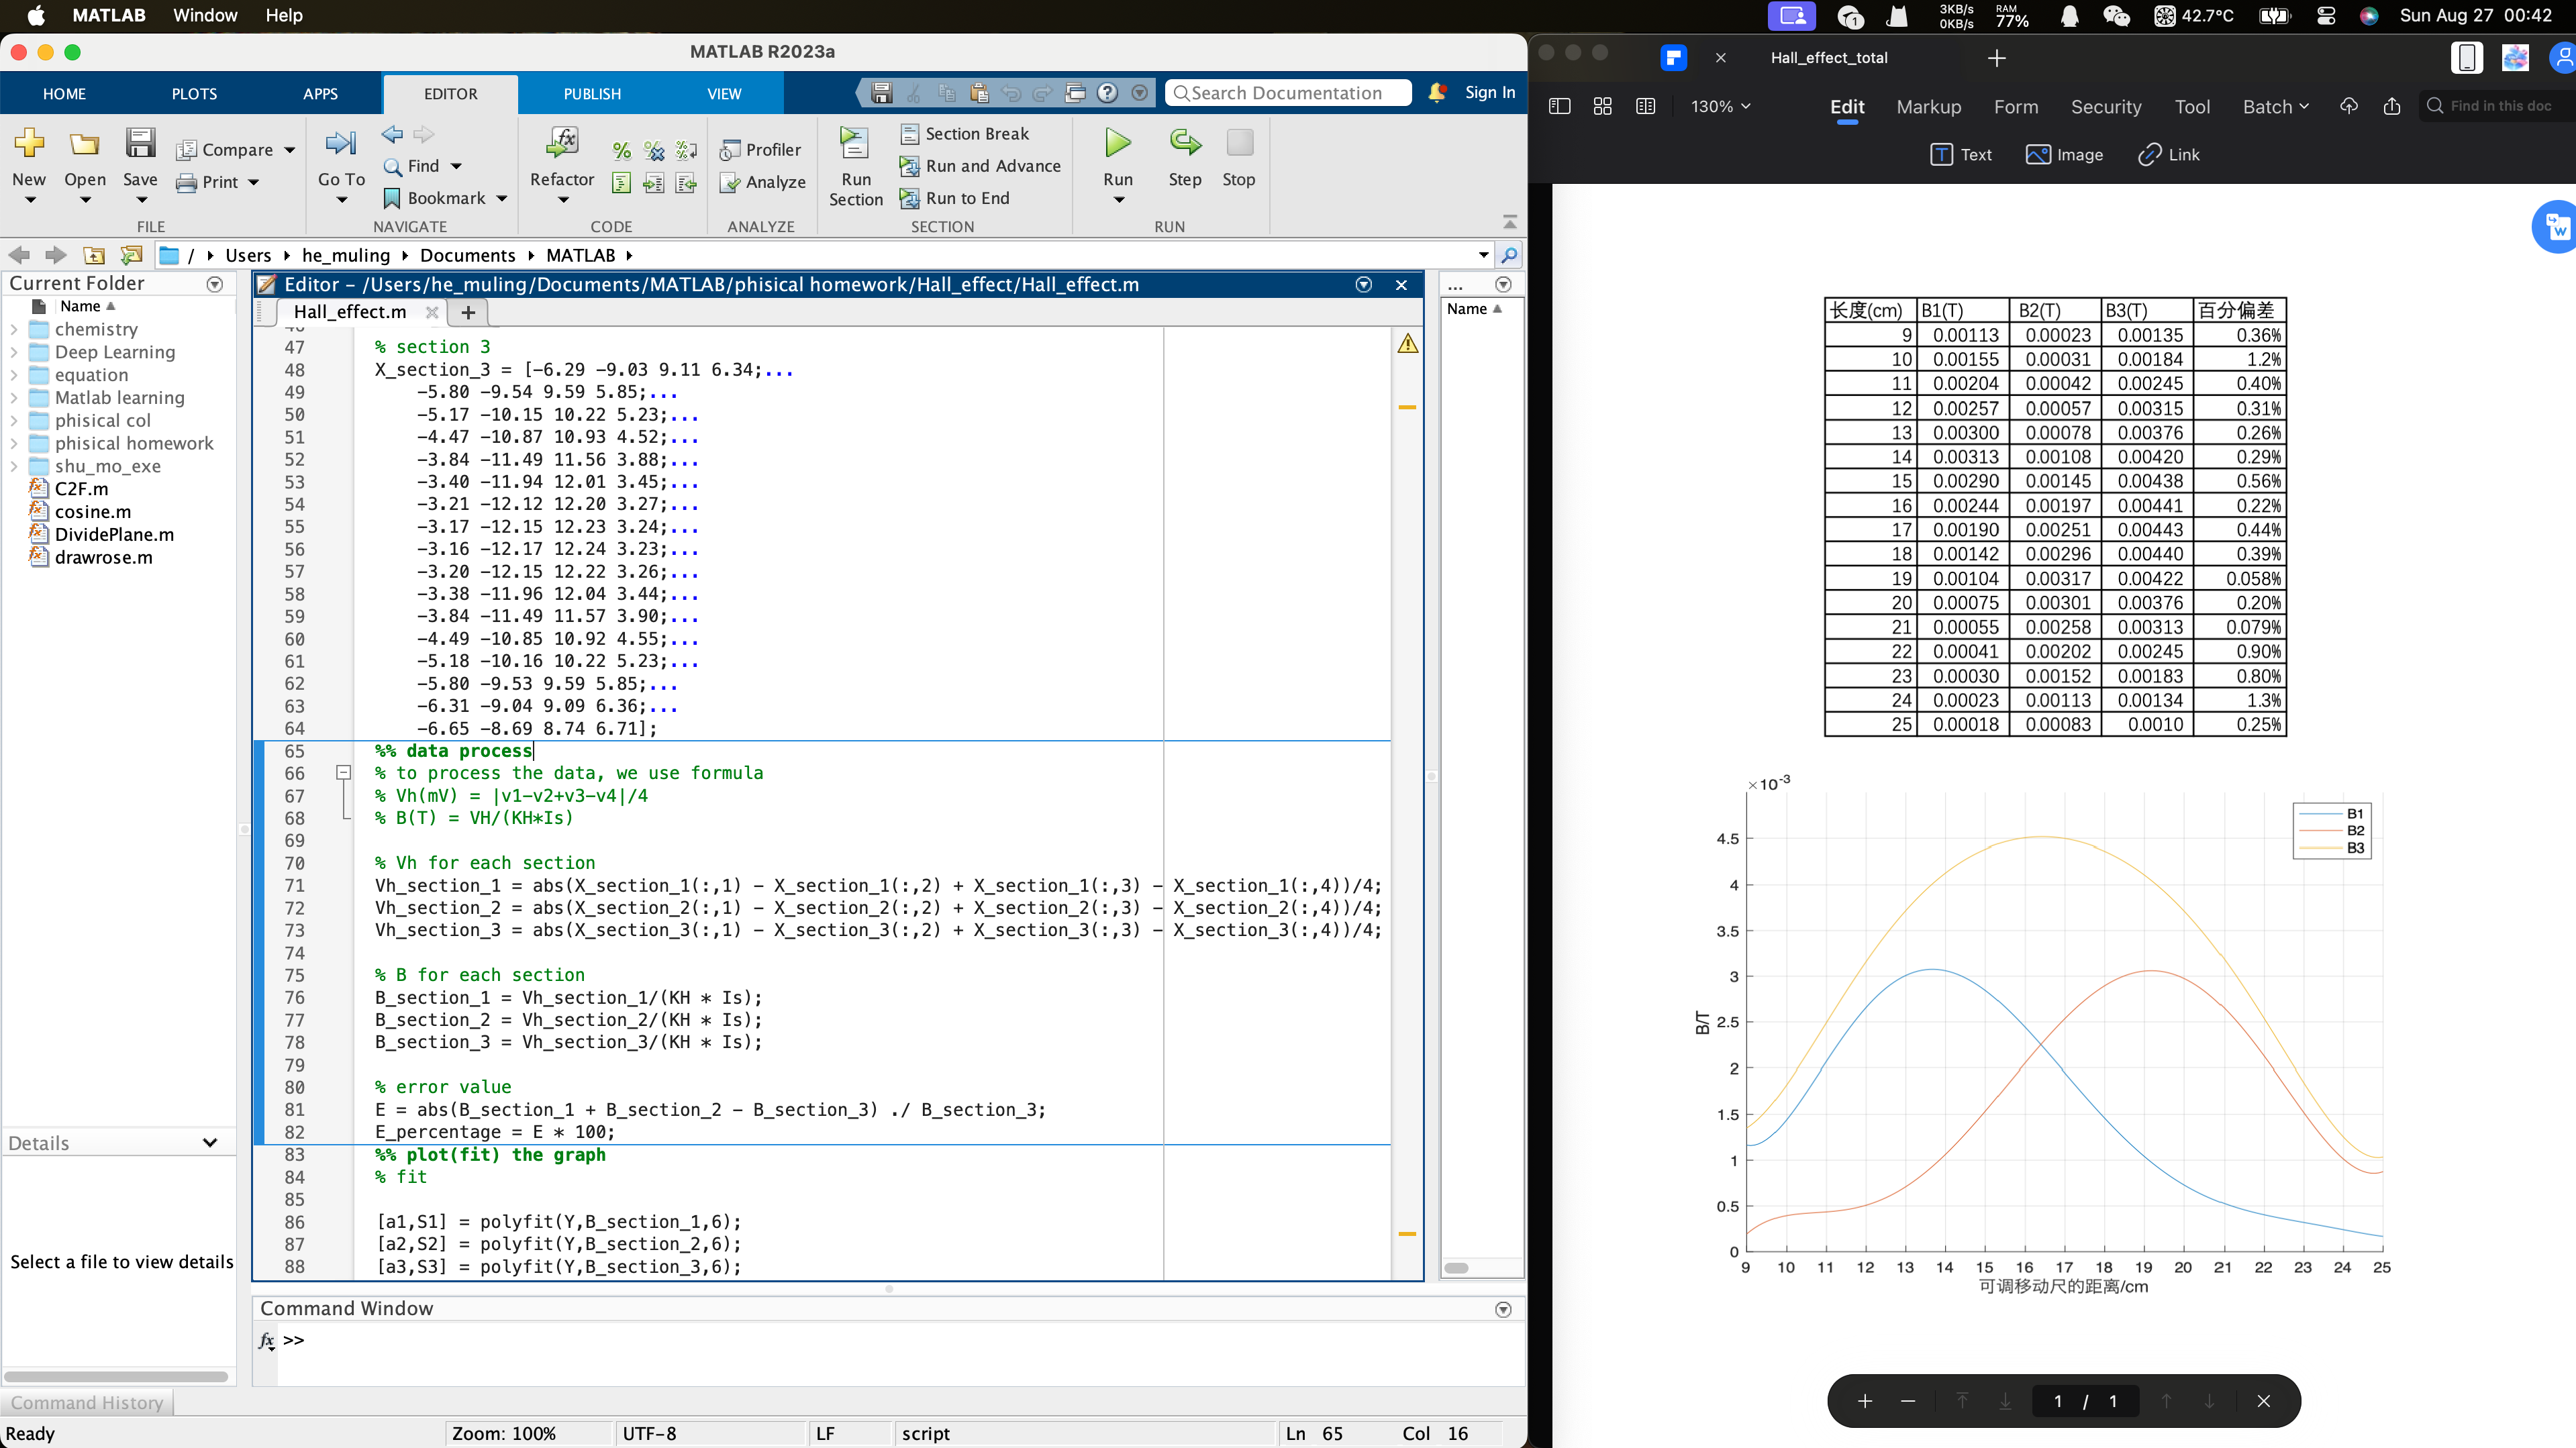 MATLAB Window Help
1
3KB/s
0KB/s
RAM
77%
42.7°C
Sun Aug 27 00:42
MATLAB R2023a
HOME PLOTS APPS EDITOR PUBLISH VIEW
Search Documentation
Sign In
New
Open
Save
Compare
Print
FILE
Go To
Find
Bookmark
NAVIGATE
Refactor
CODE
Profiler
Analyze
ANALYZE
Run Section
Section Break
Run and Advance
Run to End
SECTION
Run
Step
Stop
RUN
/ Users he_muling Documents MATLAB
Current Folder
Name
chemistry
Deep Learning
equation
Matlab learning
phisical col
phisical homework
shu_mo_exe
C2F.m
cosine.m
DividePlane.m
drawrose.m
Details
Select a file to view details
Editor - /Users/he_muling/Documents/MATLAB/phisical homework/Hall_effect/Hall_effect.m
Hall_effect.m
47 % section 3
48 X_section_3 = [-6.29 -9.03 9.11 6.34;...
49 -5.80 -9.54 9.59 5.85;...
50 -5.17 -10.15 10.22 5.23;...
51 -4.47 -10.87 10.93 4.52;...
52 -3.84 -11.49 11.56 3.88;...
53 -3.40 -11.94 12.01 3.45;...
54 -3.21 -12.12 12.20 3.27;...
55 -3.17 -12.15 12.23 3.24;...
56 -3.16 -12.17 12.24 3.23;...
57 -3.20 -12.15 12.22 3.26;...
58 -3.38 -11.96 12.04 3.44;...
59 -3.84 -11.49 11.57 3.90;...
60 -4.49 -10.85 10.92 4.55;...
61 -5.18 -10.16 10.22 5.23;...
62 -5.80 -9.53 9.59 5.85;...
63 -6.31 -9.04 9.09 6.36;...
64 -6.65 -8.69 8.74 6.71];
65 %% data process
66 % to process the data, we use formula
67 % Vh(mV) = |v1-v2+v3-v4|/4
68 % B(T) = VH/(KH*Is)
69
70 % Vh for each section
71 Vh_section_1 = abs(X_section_1(:,1) - X_section_1(:,2) + X_section_1(:,3) - X_section_1(:,4))/4;
72 Vh_section_2 = abs(X_section_2(:,1) - X_section_2(:,2) + X_section_2(:,3) - X_section_2(:,4))/4;
73 Vh_section_3 = abs(X_section_3(:,1) - X_section_3(:,2) + X_section_3(:,3) - X_section_3(:,4))/4;
74
75 % B for each section
76 B_section_1 = Vh_section_1/(KH * Is);
77 B_section_2 = Vh_section_2/(KH * Is);
78 B_section_3 = Vh_section_3/(KH * Is);
79
80 % error value
81 E = abs(B_section_1 + B_section_2 - B_section_3) ./ B_section_3;
82 E_percentage = E * 100;
83 %% plot(fit) the graph
84 % fit
85
86 [a1,S1] = polyfit(Y,B_section_1,6);
87 [a2,S2] = polyfit(Y,B_section_2,6);
88 [a3,S3] = polyfit(Y,B_section_3,6);
...
Name
Command Window
fx >>
Command History
Ready
Zoom: 100% UTF-8 LF script Ln 65 Col 16
Hall_effect_total
130%
Edit Markup Form Security Tool Batch
Find in this doc
Text Image Link
W
长度(cm) B1(T) B2(T) B3(T) 百分偏差
9 0.00113 0.00023 0.00135 0.36%
10 0.00155 0.00031 0.00184 1.2%
11 0.00204 0.00042 0.00245 0.40%
12 0.00257 0.00057 0.00315 0.31%
13 0.00300 0.00078 0.00376 0.26%
14 0.00313 0.00108 0.00420 0.29%
15 0.00290 0.00145 0.00438 0.56%
16 0.00244 0.00197 0.00441 0.22%
17 0.00190 0.00251 0.00443 0.44%
18 0.00142 0.00296 0.00440 0.39%
19 0.00104 0.00317 0.00422 0.058%
20 0.00075 0.00301 0.00376 0.20%
21 0.00055 0.00258 0.00313 0.079%
22 0.00041 0.00202 0.00245 0.90%
23 0.00030 0.00152 0.00183 0.80%
24 0.00023 0.00113 0.00134 1.3%
25 0.00018 0.00083 0.0010 0.25%
×10-3
B1
B2
B3
4.5
4
3.5
3
2.5
2
1.5
1
0.5
0
B/T
9 10 11 12 13 14 15 16 17 18 19 20 21 22 23 24 25
可调移动尺的距离/cm
1 / 1